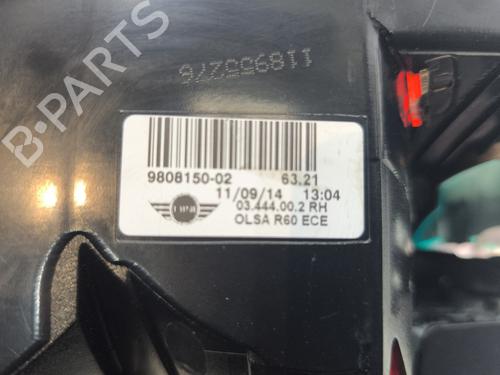 118955276
B-PARTS
9808150-02 63.21
11/09/14 13:04
03.444.00.2 RH
MINI
OLSA R60 ECE